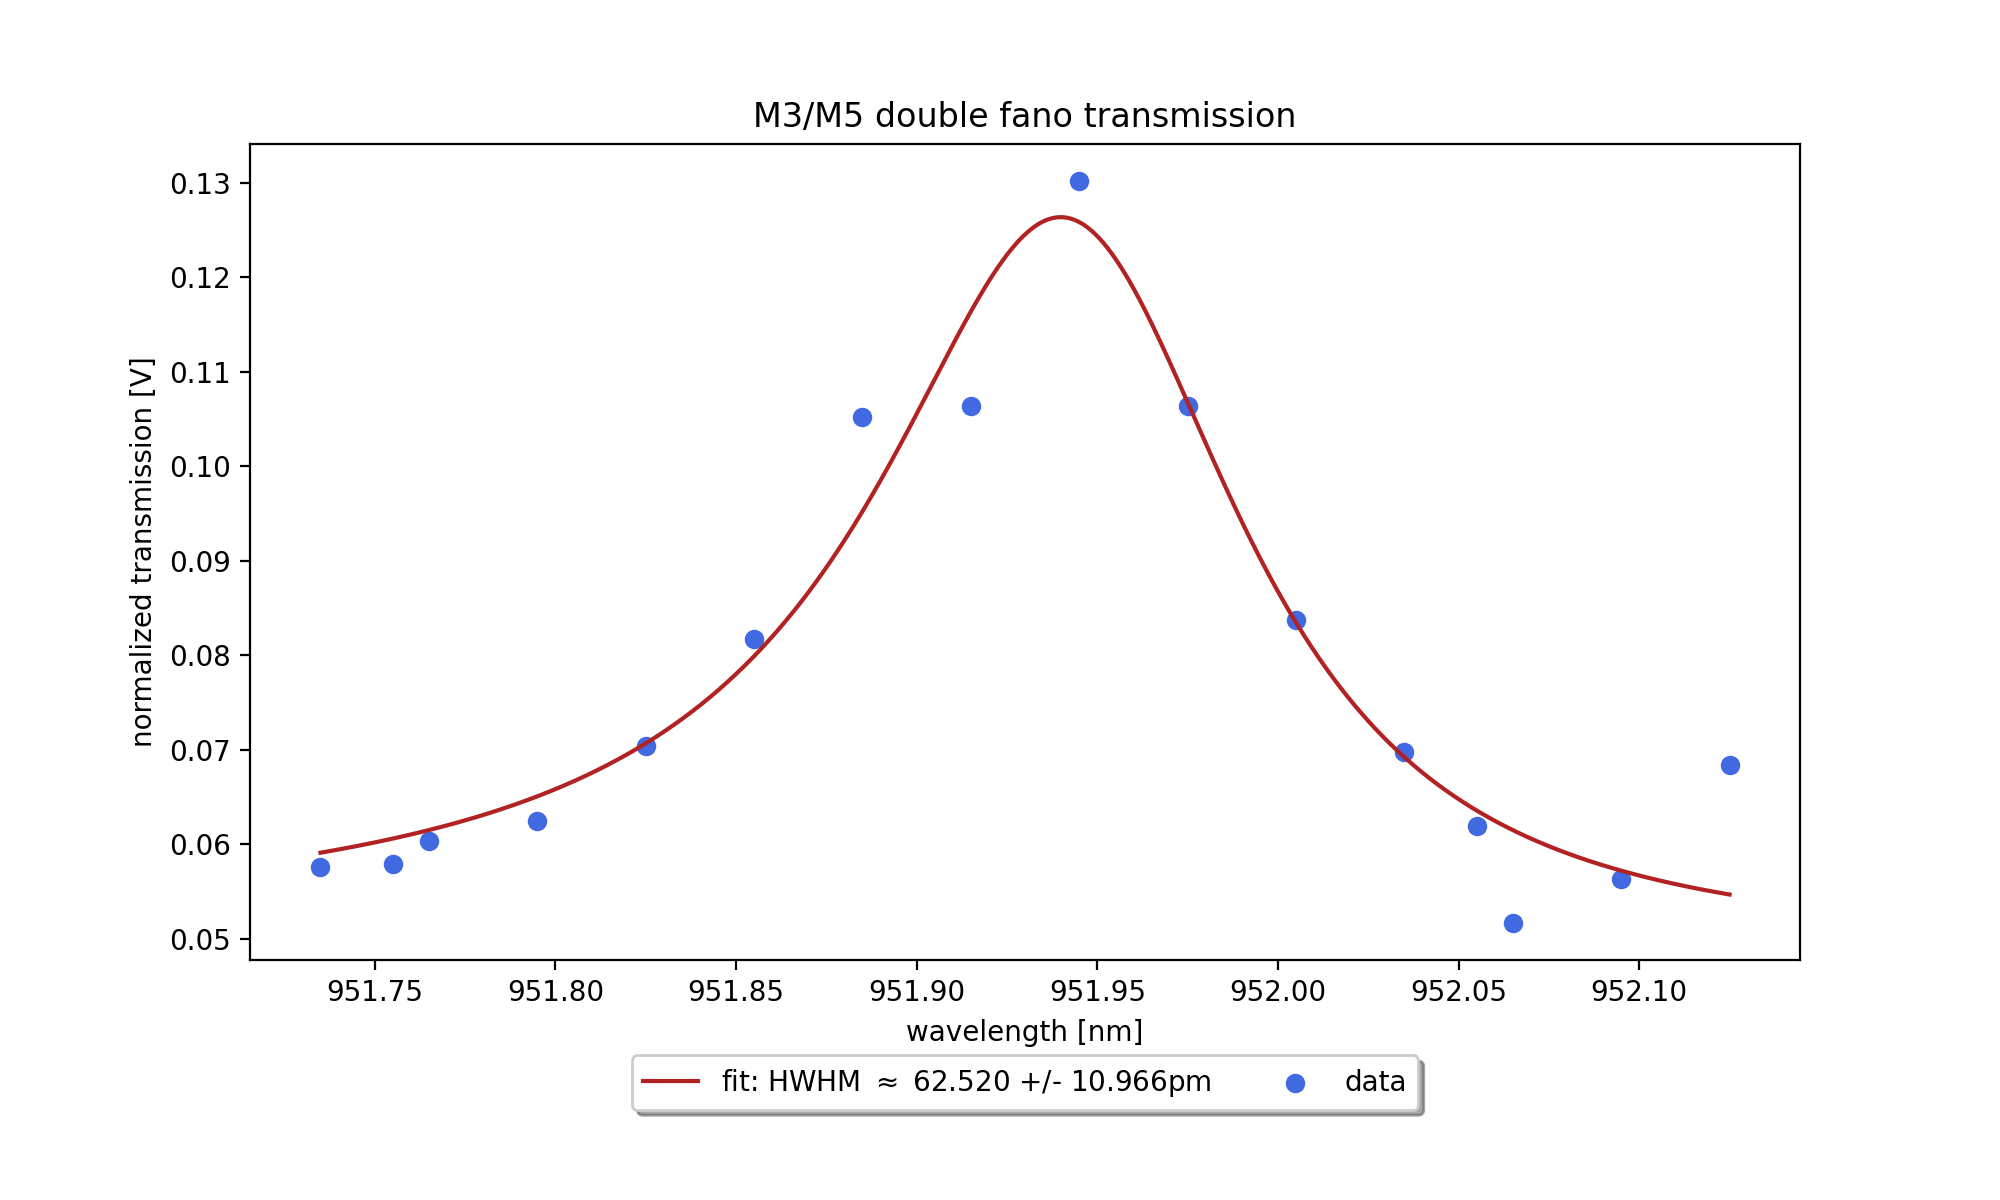 M3/M5 double fano transmission
normalized transmission [V]
0.13
0.12
0.11
0.10
0.09
0.08
0.07
0.06
0.05
951.75 951.80 951.85 951.90 951.95 952.00 952.05 952.10
wavelength [nm]
fit: HWHM ≈ 62.520 +/- 10.966pm data